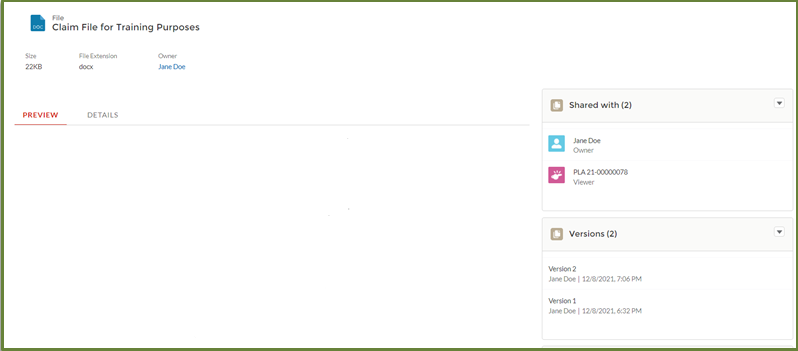 DOC
File
Claim File for Training Purposes
Size
File Extension
Owner
22KB
docx
Jane Doe
PREVIEW
DETAILS
Shared with (2)
Jane Doe
Owner
PLA 21-00000078
Viewer
Versions (2)
Version 2
Jane Doe | 12/8/2021, 7:06 PM
Version 1
Jane Doe | 12/8/2021, 6:32 PM